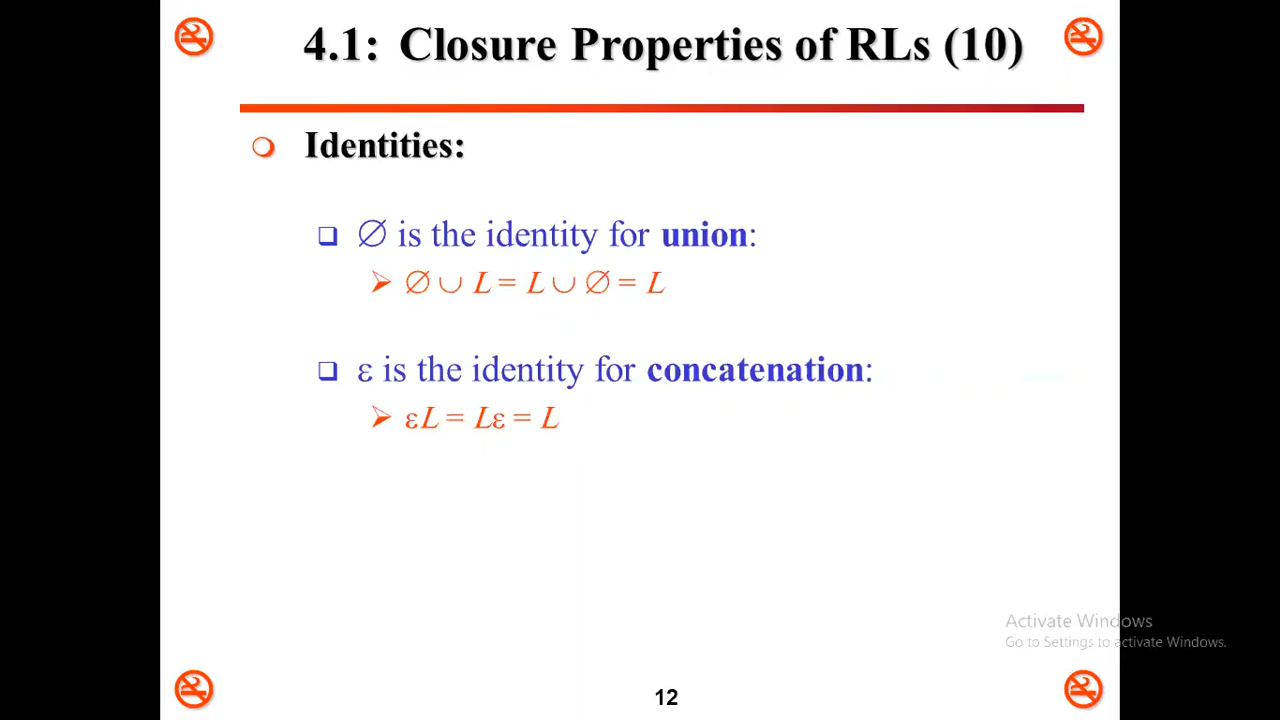 4.1: Closure Properties of RLs (10)
Identities:
∅ is the identity for union:
∅ ∪ L = L ∪ ∅ = L
ε is the identity for concatenation:
εL = Lε = L
Activate Windows
Go to Settings to activate Windows.
12